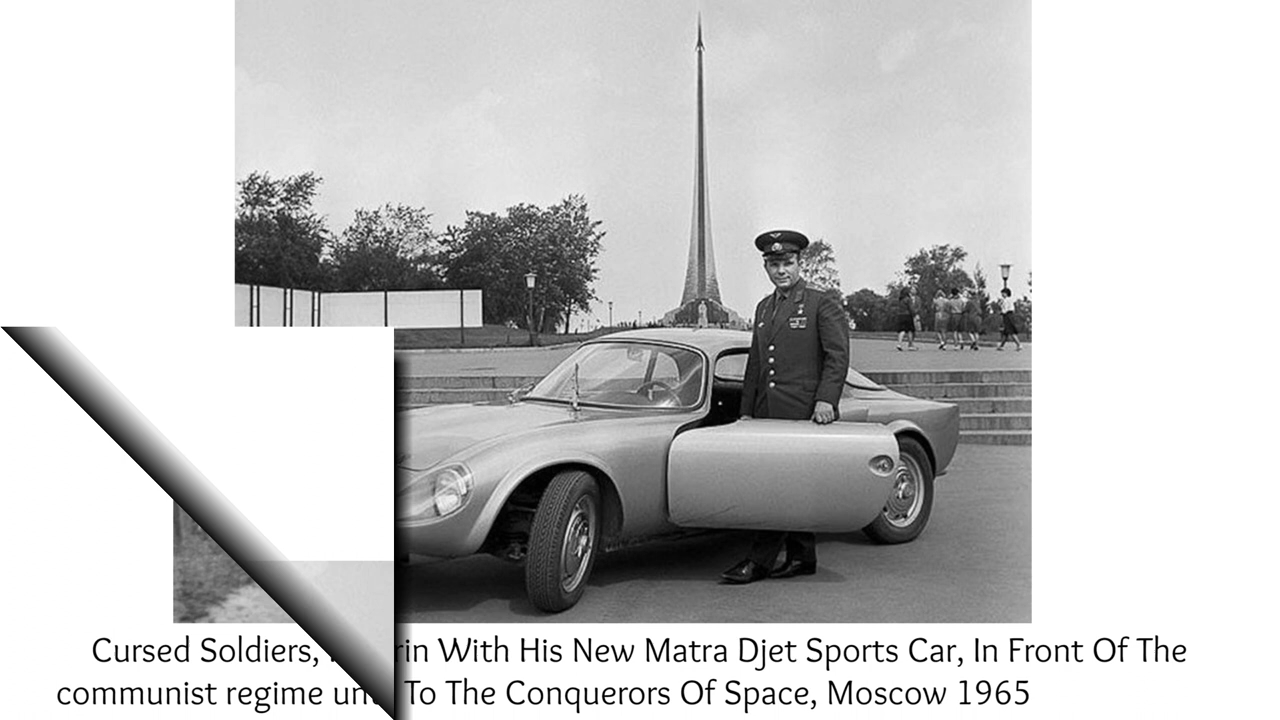 Cursed Soldiers, rin With His New Matra Djet Sports Car, In Front Of The
communist regime un To The Conquerors Of Space, Moscow 1965